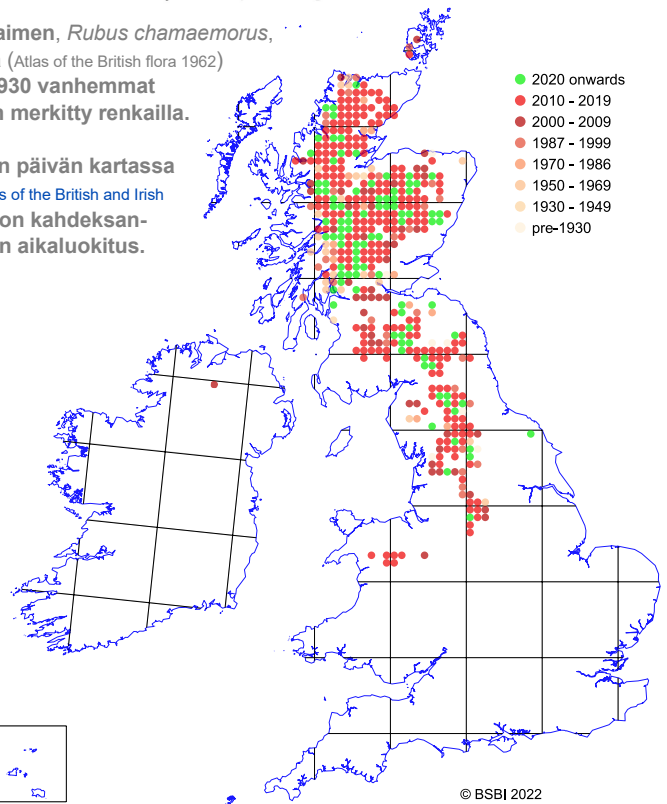 aimen, Rubus chamaemorus,
(Atlas of the British flora 1962)
930 vanhemmat
merkitty renkailla.
n päivän kartassa
s of the British and Irish
on kahdeksan-
n aikaluokitus.
2020 onwards
2010 - 2019
2000 - 2009
1987 - 1999
1970 - 1986
1950 - 1969
1930 - 1949
pre-1930
© BSBI 2022